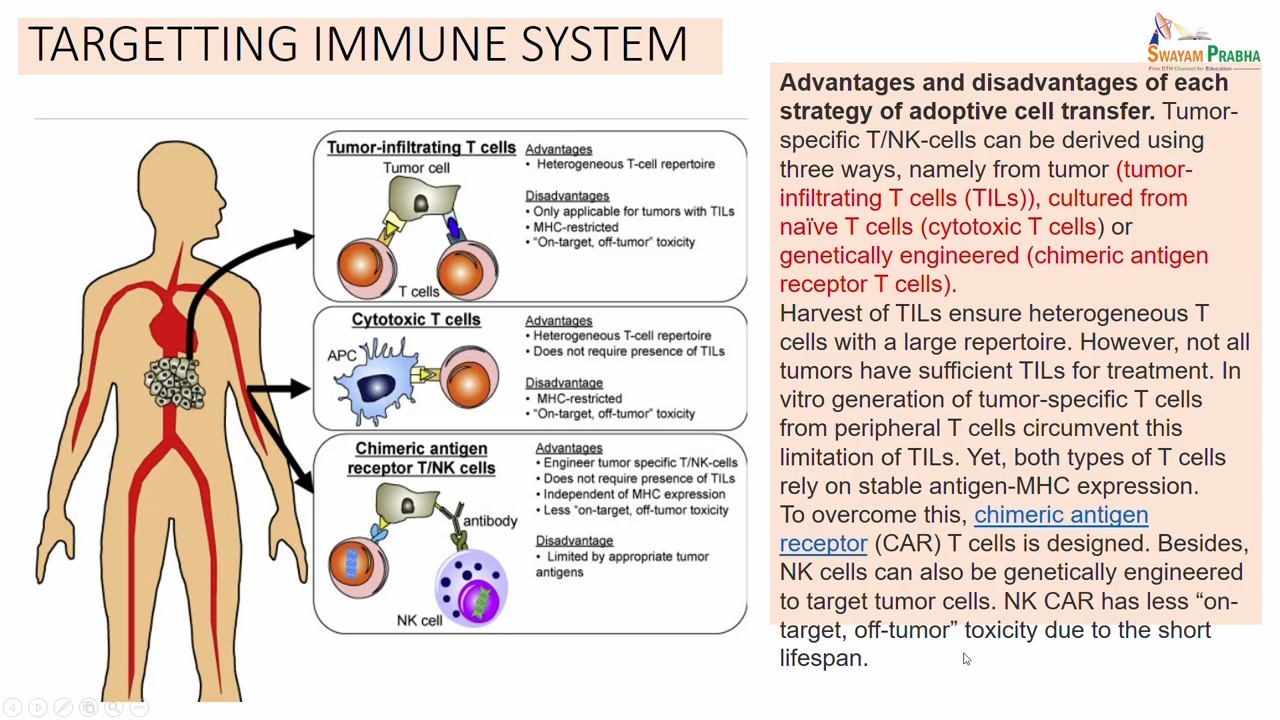 TARGETTING IMMUNE SYSTEM
SWAYAM PRABHA
Free DTH Channel for Education
Tumor-infiltrating T cells
Tumor cell
T cells
Advantages
• Heterogeneous T-cell repertoire
Disadvantages
• Only applicable for tumors with TILs
• MHC-restricted
• “On-target, off-tumor” toxicity
Cytotoxic T cells
APC
Advantages
• Heterogeneous T-cell repertoire
• Does not require presence of TILs
Disadvantage
• MHC-restricted
• “On-target, off-tumor” toxicity
Chimeric antigen
receptor T/NK cells
antibody
NK cell
Advantages
• Engineer tumor specific T/NK-cells
• Does not require presence of TILs
• Independent of MHC expression
• Less “on-target, off-tumor toxicity
Disadvantage
• Limited by appropriate tumor
antigens
Advantages and disadvantages of each
strategy of adoptive cell transfer. Tumor-
specific T/NK-cells can be derived using
three ways, namely from tumor (tumor-
infiltrating T cells (TILs)), cultured from
naïve T cells (cytotoxic T cells) or
genetically engineered (chimeric antigen
receptor T cells).
Harvest of TILs ensure heterogeneous T
cells with a large repertoire. However, not all
tumors have sufficient TILs for treatment. In
vitro generation of tumor-specific T cells
from peripheral T cells circumvent this
limitation of TILs. Yet, both types of T cells
rely on stable antigen-MHC expression.
To overcome this, chimeric antigen
receptor (CAR) T cells is designed. Besides,
NK cells can also be genetically engineered
to target tumor cells. NK CAR has less “on-
target, off-tumor” toxicity due to the short
lifespan.